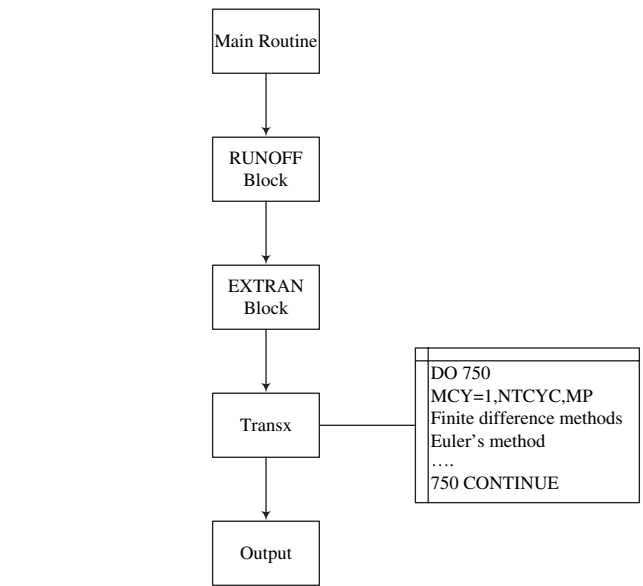 Main Routine
RUNOFF
Block
EXTRAN
Block
Transx
DO 750
MCY=1,NTCYC,MP
Finite difference methods
Euler’s method
….
750 CONTINUE
Output